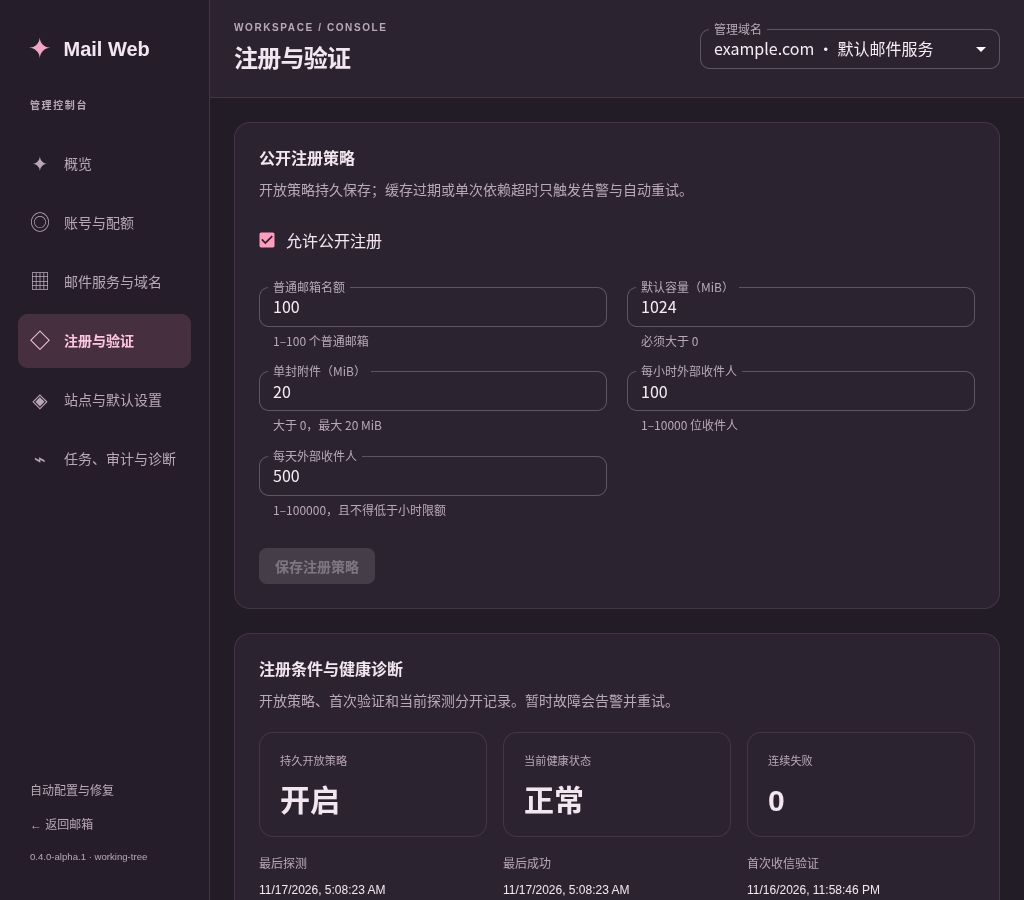 Mail Web
管理控制台
概览
账号与配额
邮件服务与域名
注册与验证
站点与默认设置
任务、审计与诊断
自动配置与修复
← 返回邮箱
0.4.0-alpha.1 · working-tree
WORKSPACE / CONSOLE
注册与验证
管理域名
example.com • 默认邮件服务
公开注册策略
开放策略持久保存；缓存过期或单次依赖超时只触发告警与自动重试。
允许公开注册
普通邮箱名额
100
1–100 个普通邮箱
默认容量（MiB）
1024
必须大于 0
单封附件（MiB）
20
大于 0，最大 20 MiB
每小时外部收件人
100
1–10000 位收件人
每天外部收件人
500
1–100000，且不得低于小时限额
保存注册策略
注册条件与健康诊断
开放策略、首次验证和当前探测分开记录。暂时故障会告警并重试。
持久开放策略
开启
当前健康状态
正常
连续失败
0
最后探测
11/17/2026, 5:08:23 AM
最后成功
11/17/2026, 5:08:23 AM
首次收信验证
11/16/2026, 11:58:46 PM